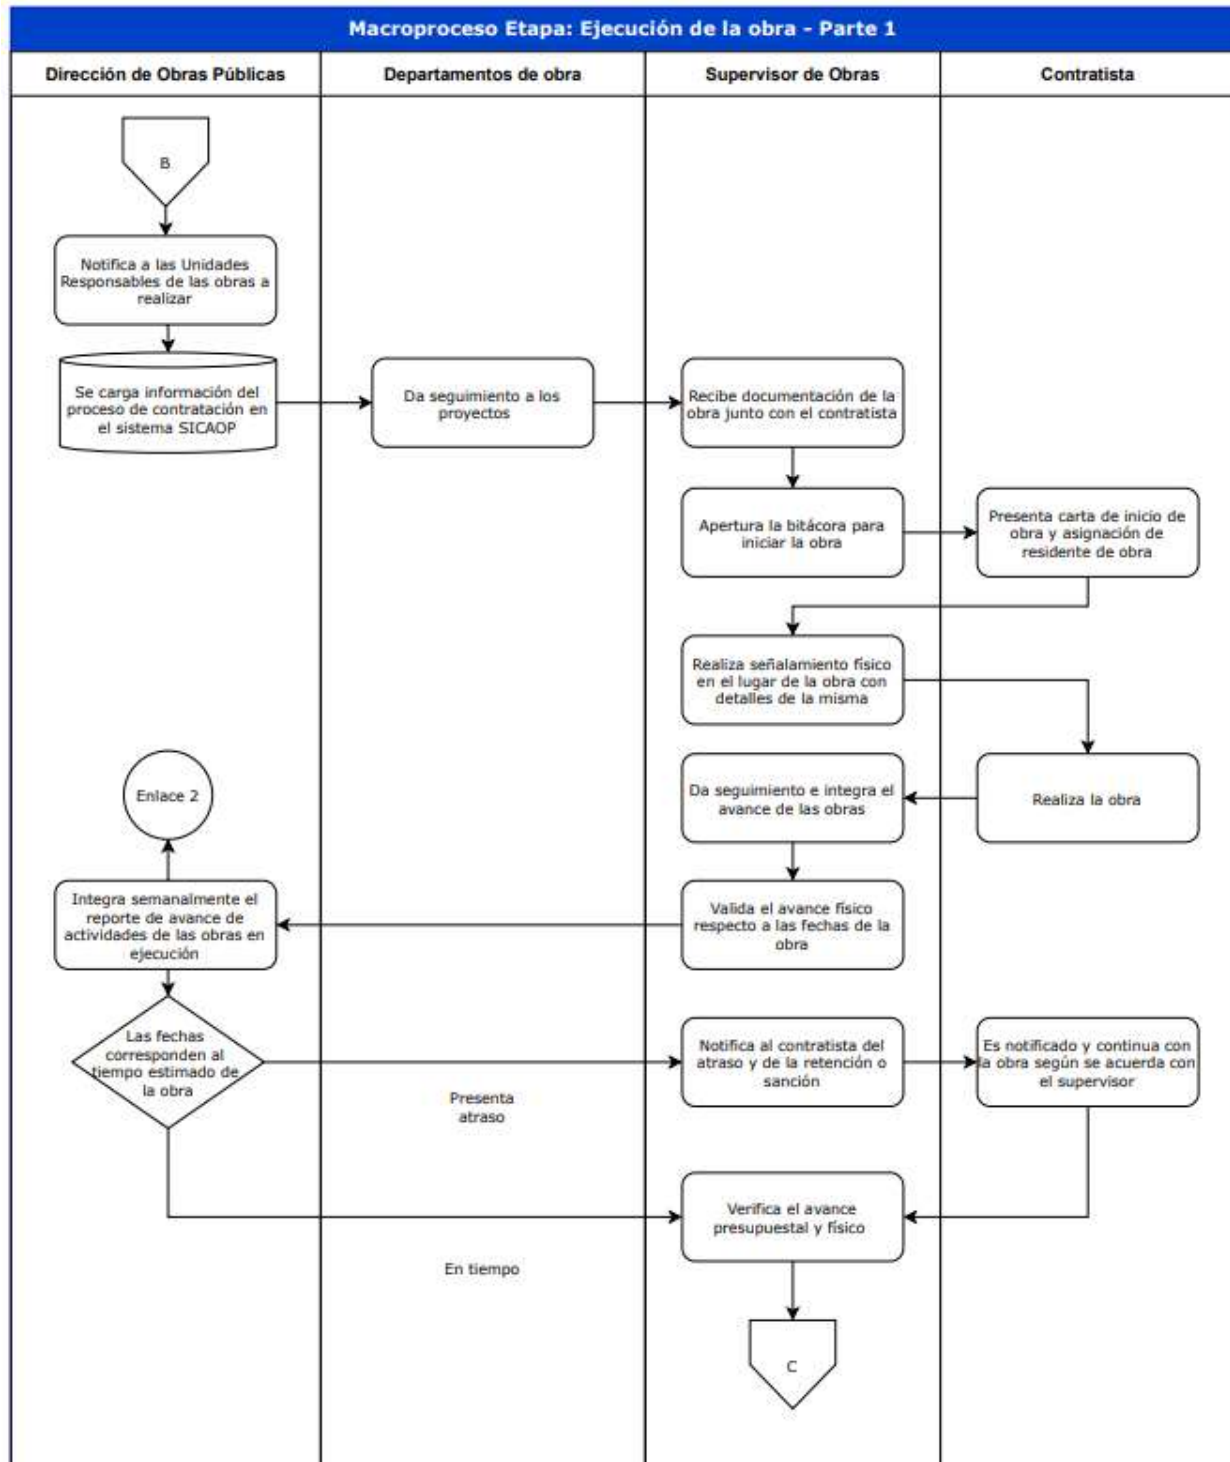 Macroproceso Etapa: Ejecución de la obra - Parte 1
Dirección de Obras Públicas
Departamentos de obra
Supervisor de Obras
Contratista
B
Notifica a las Unidades
Responsables de las obras a
realizar
Se carga información del
proceso de contratación en
el sistema SICAOP
Da seguimiento a los
proyectos
Recibe documentación de la
obra junto con el contratista
Apertura la bitácora para
iniciar la obra
Presenta carta de inicio de
obra y asignación de
residente de obra
Realiza señalamiento físico
en el lugar de la obra con
detalles de la misma
Realiza la obra
Da seguimiento e integra el
avance de las obras
Valida el avance físico
respecto a las fechas de la
obra
Enlace 2
Integra semanalmente el
reporte de avance de
actividades de las obras en
ejecución
Las fechas
corresponden al
tiempo estimado de
la obra
Presenta
atraso
Notifica al contratista del
atraso y de la retención o
sanción
Es notificado y continua con
la obra según se acuerda con
el supervisor
En tiempo
Verifica el avance
presupuestal y físico
C